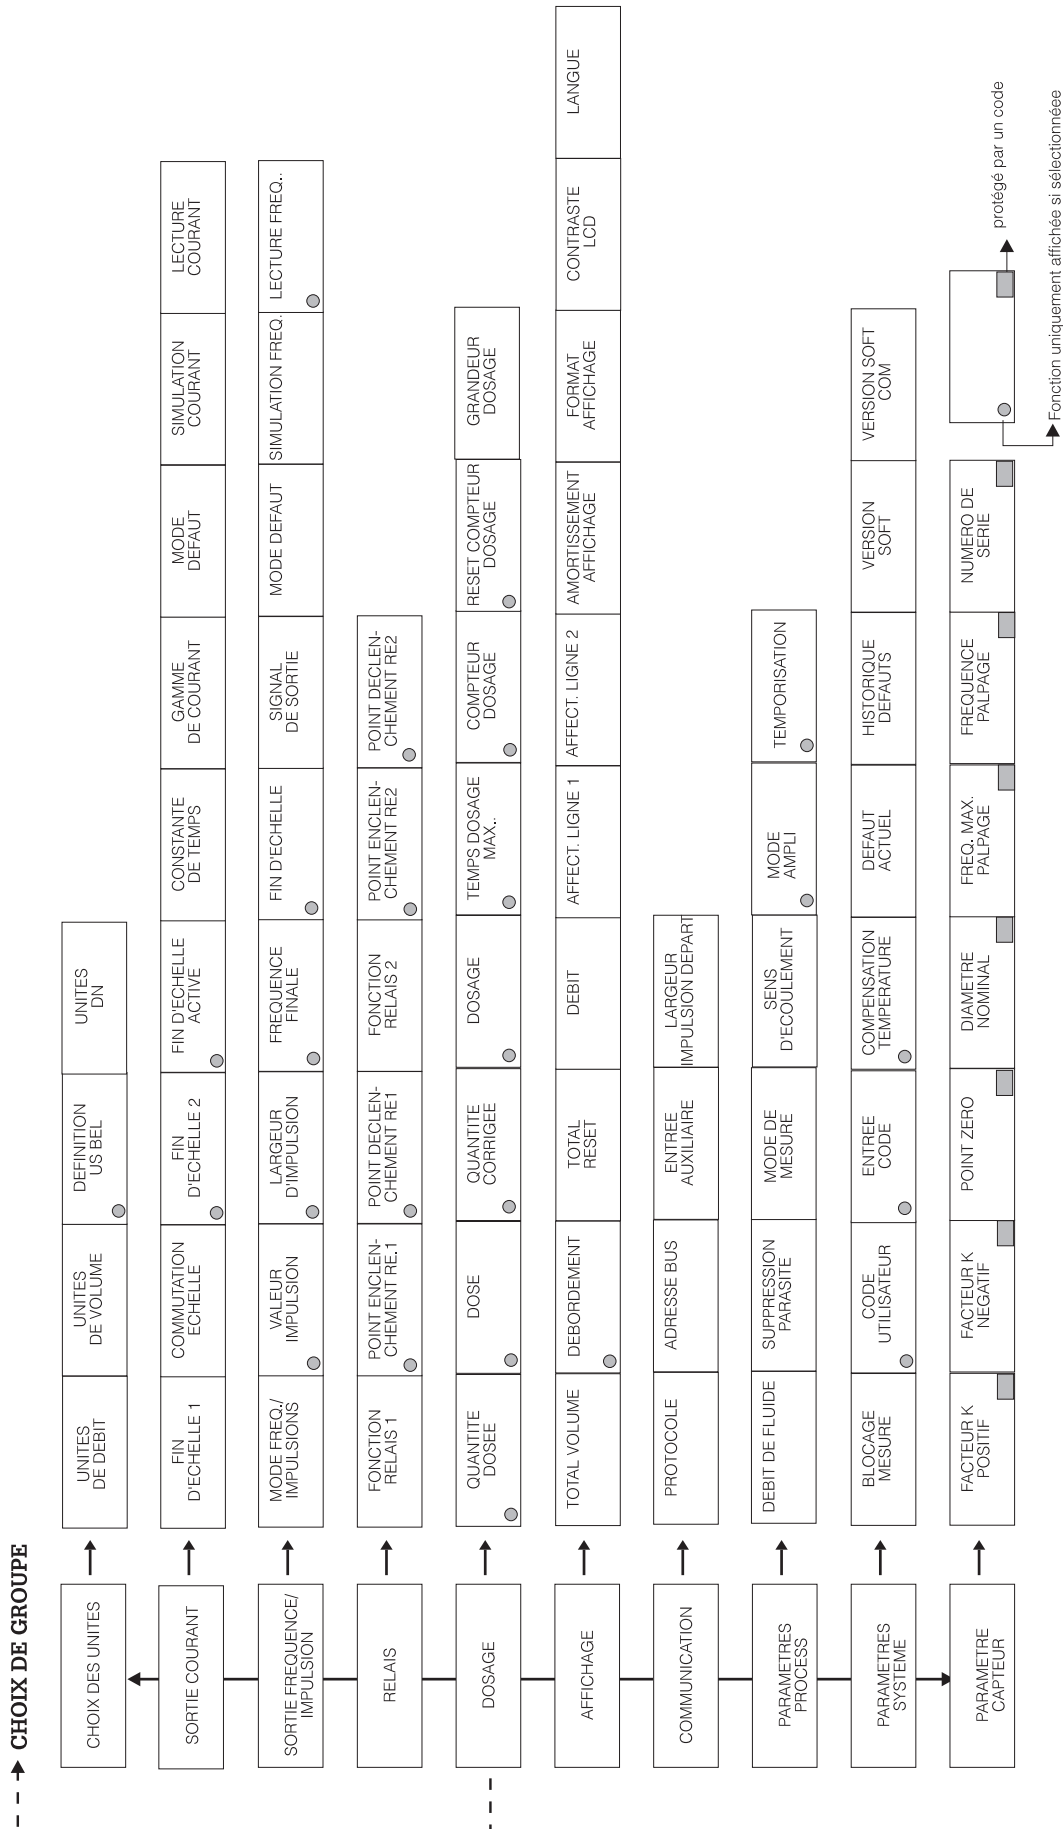 CHOIX DE GROUPE
CHOIX DES UNITES
UNITES
DE DEBIT
UNITES
DE VOLUME
DEFINITION
US BEL
UNITES
DN
SORTIE COURANT
FIN
D'ECHELLE 1
COMMUTATION
ECHELLE
FIN
D'ECHELLE 2
FIN D'ECHELLE
ACTIVE
CONSTANTE
DE TEMPS
GAMME
DE COURANT
MODE
DEFAUT
SIMULATION
COURANT
LECTURE
COURANT
SORTIE FREQUENCE/
IMPULSION
MODE FREQ./
IMPULSIONS
VALEUR
IMPULSION
LARGEUR
D'IMPULSION
FREQUENCE
FINALE
FIN D'ECHELLE
SIGNAL
DE SORTIE
MODE DEFAUT
SIMULATION FREQ.
LECTURE FREQ..
RELAIS
FONCTION
RELAIS 1
POINT ENCLEN-
CHEMENT RE.1
POINT DECLEN-
CHEMENT RE1
FONCTION
RELAIS 2
POINT ENCLEN-
CHEMENT RE2
POINT DECLEN-
CHEMENT RE2
DOSAGE
QUANTITE
DOSEE
DOSE
QUANTITE
CORRIGEE
DOSAGE
TEMPS DOSAGE
MAX..
COMPTEUR
DOSAGE
RESET COMPTEUR
DOSAGE
GRANDEUR
DOSAGE
AFFICHAGE
TOTAL VOLUME
DEBORDEMENT
TOTAL
RESET
DEBIT
AFFECT. LIGNE 1
AFFECT. LIGNE 2
AMORTISSEMENT
AFFICHAGE
FORMAT
AFFICHAGE
CONTRASTE
LCD
LANGUE
COMMUNICATION
PROTOCOLE
ADRESSE BUS
ENTREE
AUXILIAIRE
LARGEUR
IMPULSION DEPART
PARAMETRES
PROCESS
DEBIT DE FLUIDE
SUPPRESSION
PARASITE
MODE DE
MESURE
SENS
D'ECOULEMENT
MODE
AMPLI
TEMPORISATION
PARAMETRES
SYSTEME
BLOCAGE
MESURE
CODE
UTILISATEUR
ENTREE
CODE
COMPENSATION
TEMPERATURE
DEFAUT
ACTUEL
HISTORIQUE
DEFAUTS
VERSION
SOFT
VERSION SOFT
COM
PARAMETRE
CAPTEUR
FACTEUR K
POSITIF
FACTEUR K
NEGATIF
POINT ZERO
DIAMETRE
NOMINAL
FREQ. MAX.
PALPAGE
FREQUENCE
PALPAGE
NUMERO DE
SERIE
protégé par un code
Fonction uniquement affichée si sélectionnéee